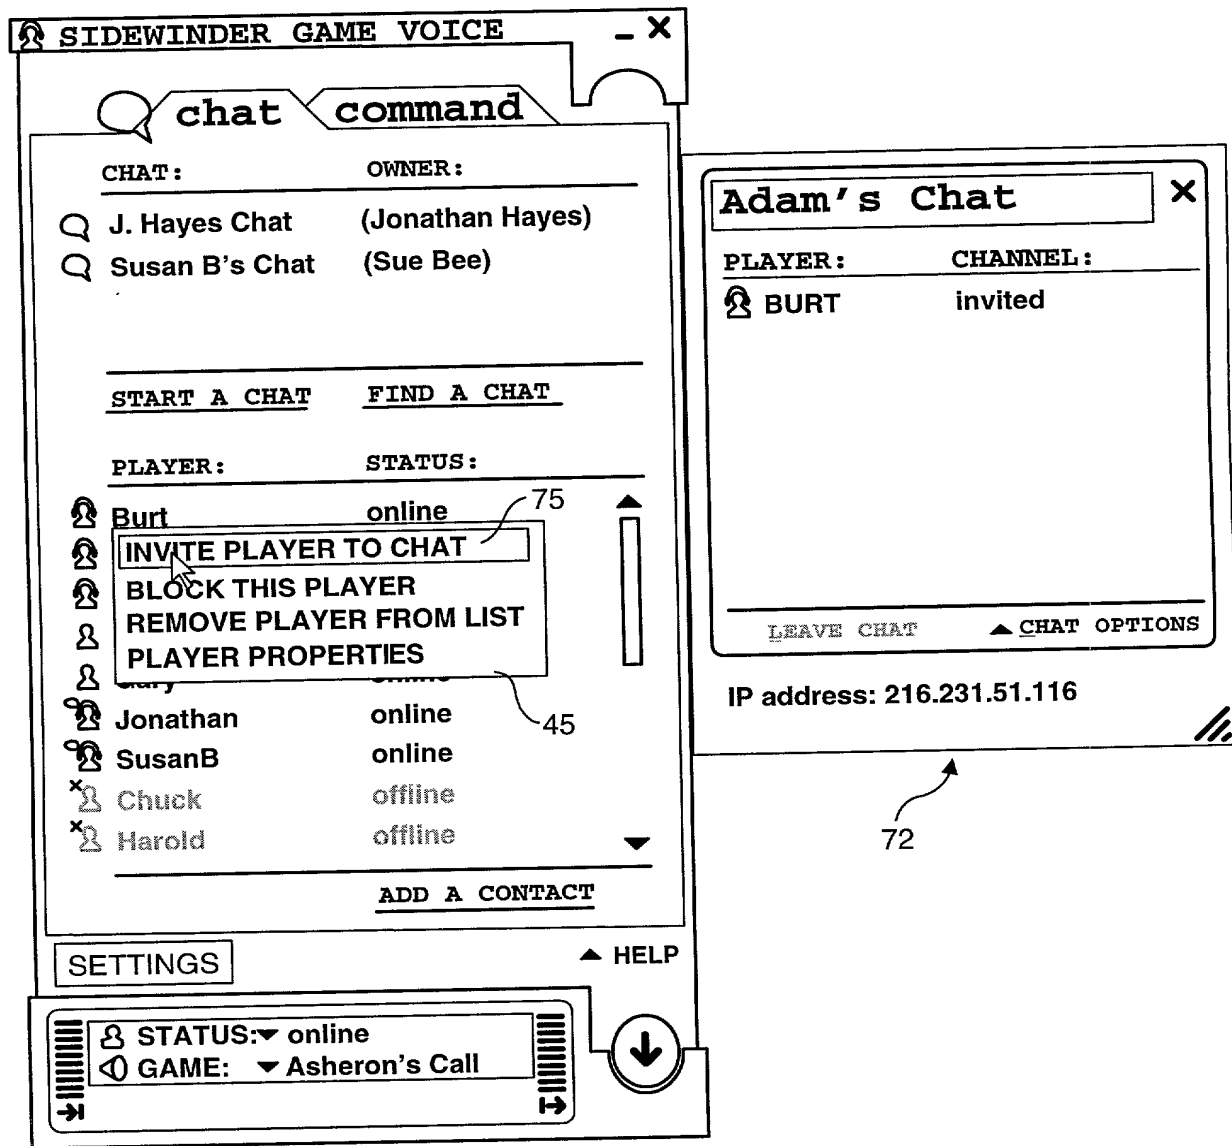 SIDEWINDER GAME VOICE
chat command
CHAT: OWNER:
J. Hayes Chat (Jonathan Hayes)
Susan B's Chat (Sue Bee)
START A CHAT FIND A CHAT
PLAYER: STATUS:
Burt online
75
INVITE PLAYER TO CHAT
BLOCK THIS PLAYER
REMOVE PLAYER FROM LIST
PLAYER PROPERTIES
Gary online
45
Jonathan online
SusanB online
Chuck offline
Harold offline
ADD A CONTACT
SETTINGS HELP
STATUS: online
GAME: Asheron's Call
Adam's Chat
PLAYER: CHANNEL:
BURT invited
LEAVE CHAT CHAT OPTIONS
IP address: 216.231.51.116
72